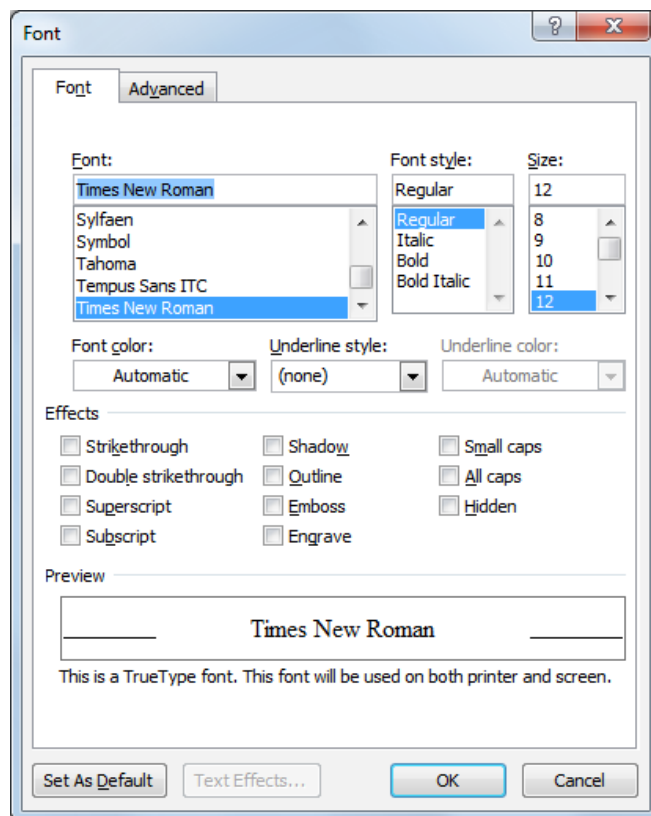 Font
Font Advanced
Font: Font style: Size:
Times New Roman Regular 12
Sylfaen Regular 8
Symbol Italic 9
Tahoma Bold 10
Tempus Sans ITC Bold Italic 11
Times New Roman 12
Font color: Underline style: Underline color:
Automatic (none) Automatic
Effects
Strikethrough Shadow Small caps
Double strikethrough Outline All caps
Superscript Emboss Hidden
Subscript Engrave
Preview
Times New Roman
This is a TrueType font. This font will be used on both printer and screen.
Set As Default Text Effects... OK Cancel